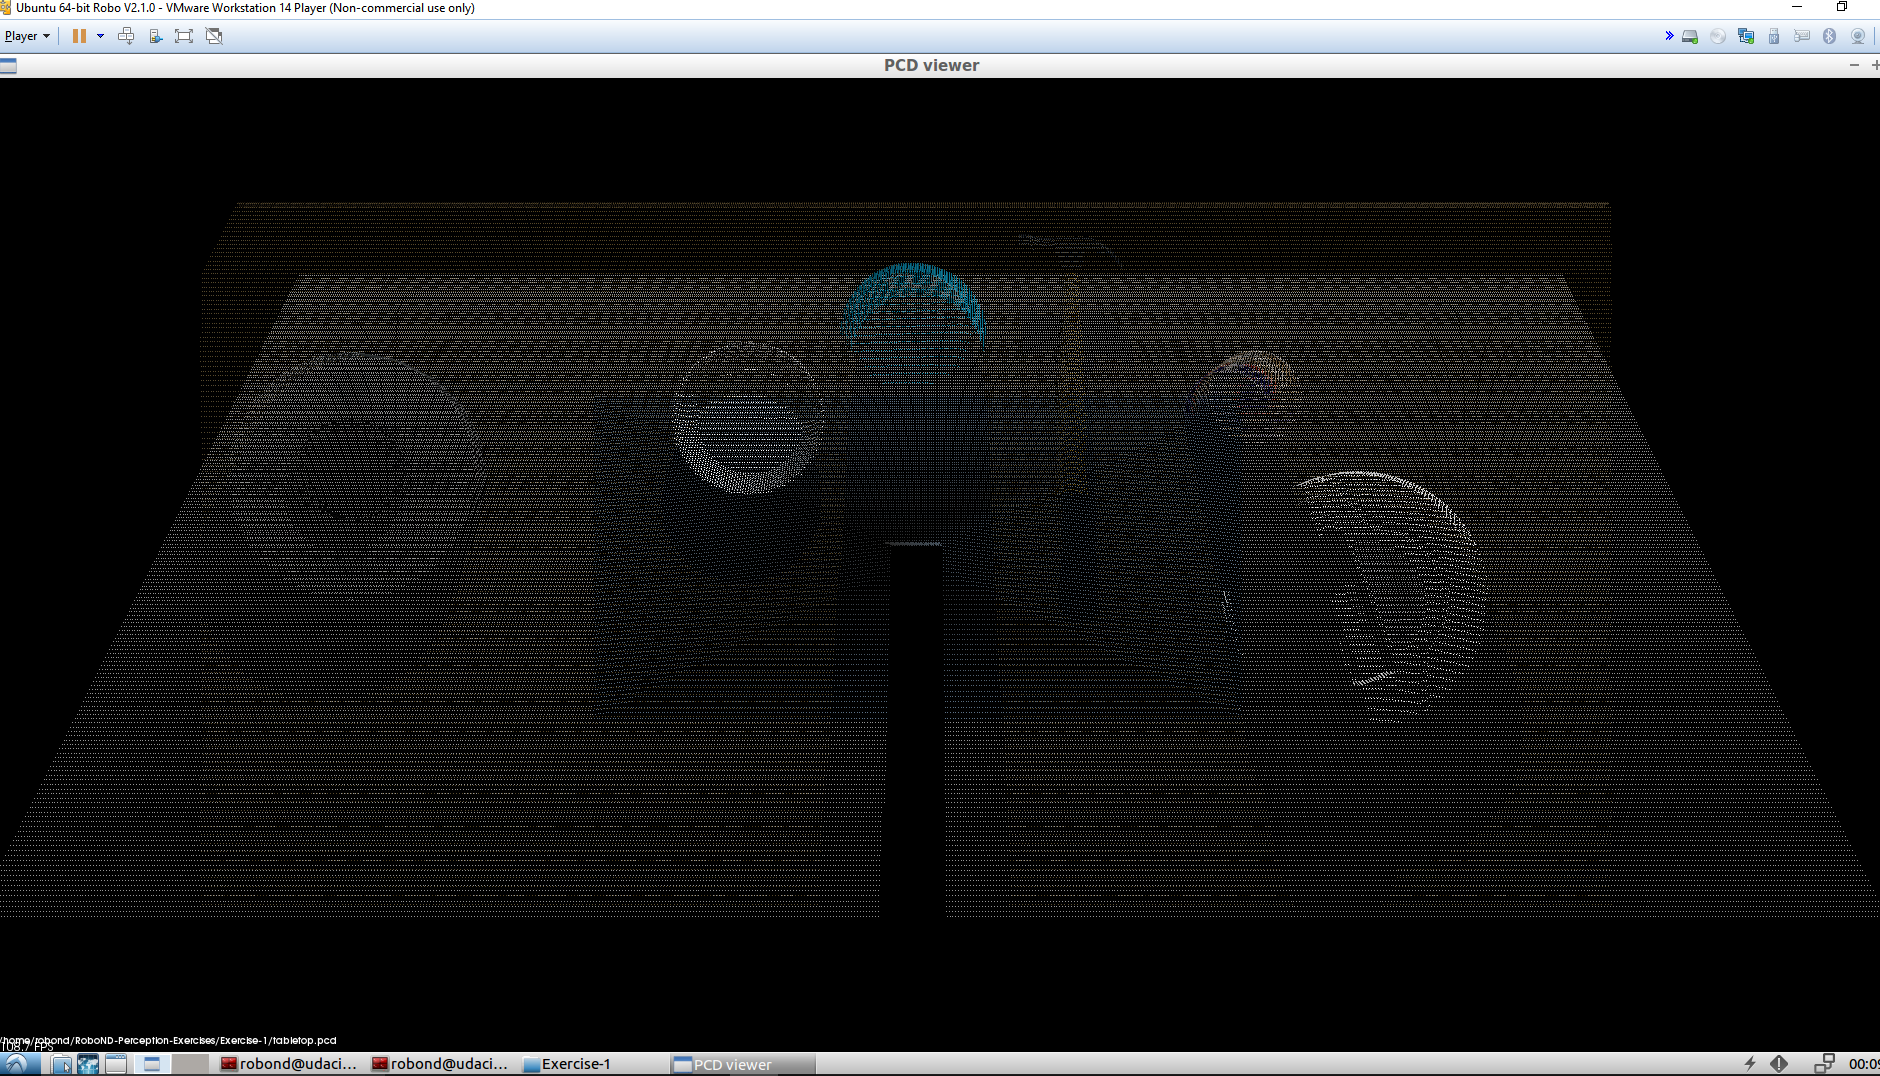 Ubuntu 64-bit Robo V2.1.0 - VMware Workstation 14 Player (Non-commercial use only)
Player
PCD viewer
/home/robond/RoboND-Perception-Exercises/Exercise-1/tabletop.pcd
108.7 FPS
robond@udaci... robond@udaci... Exercise-1 PCD viewer 00:09